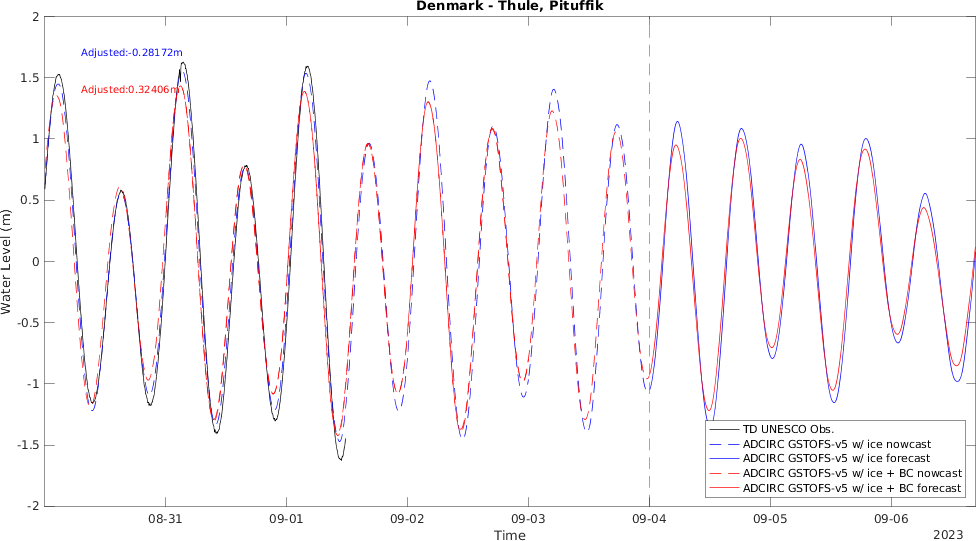 Denmark - Thule, Pituffik
2
Adjusted:-0.28172m
1.5
Adjusted:0.32406m
1
0.5
0
-0.5
-1
-1.5
-2
Water Level (m)
TD UNESCO Obs.
ADCIRC GSTOFS-v5 w/ ice nowcast
ADCIRC GSTOFS-v5 w/ ice forecast
ADCIRC GSTOFS-v5 w/ ice + BC nowcast
ADCIRC GSTOFS-v5 w/ ice + BC forecast
08-31 09-01 09-02 09-03 09-04 09-05 09-06
Time
2023